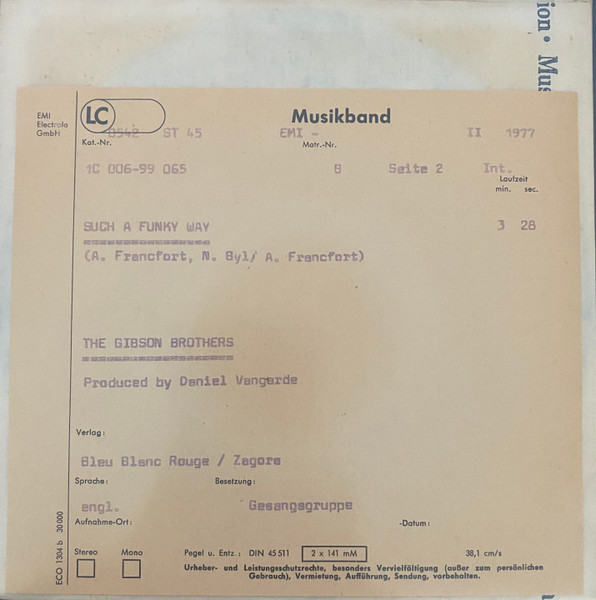 ion • Mus
EMI
Electrola
GmbH
LC
Musikband
8542 ST 45 EMI - II 1977
Kat.-Nr. Matr.-Nr.
1C 006-99 065 B Seite 2 Int.
Laufzeit
min. sec.
SUCH A FUNKY WAY 3 28
(A. Francfort, N. Byl/ A. Francfort)
THE GIBSON BROTHERS
Produced by Daniel Vangarde
Verlag:
Bleu Blanc Rouge / Zagora
Sprache: Besetzung:
engl. Gesangsgruppe
Aufnahme-Ort: -Datum:
Stereo Mono Pegel u. Entz.: DIN 45 511 2 x 141 mM 38,1 cm/s
Urheber- und Leistungsschutzrechte, besonders Vervielfältigung (außer zum persönlichen
Gebrauch), Vermietung, Aufführung, Sendung, vorbehalten.
ECO 1304 b 30 000